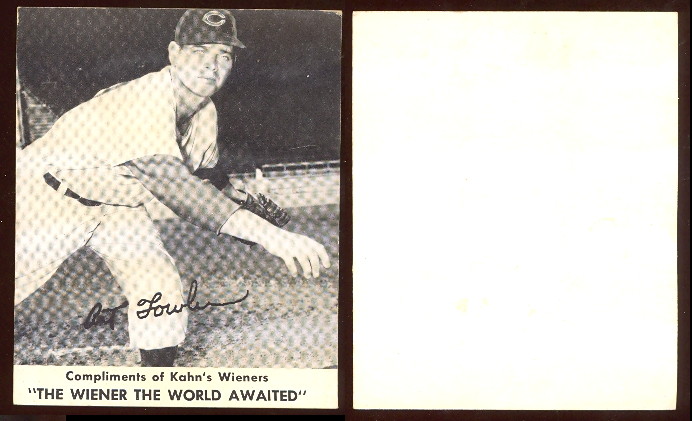 C
Art Fowler
Compliments of Kahn's Wieners
"THE WIENER THE WORLD AWAITED"